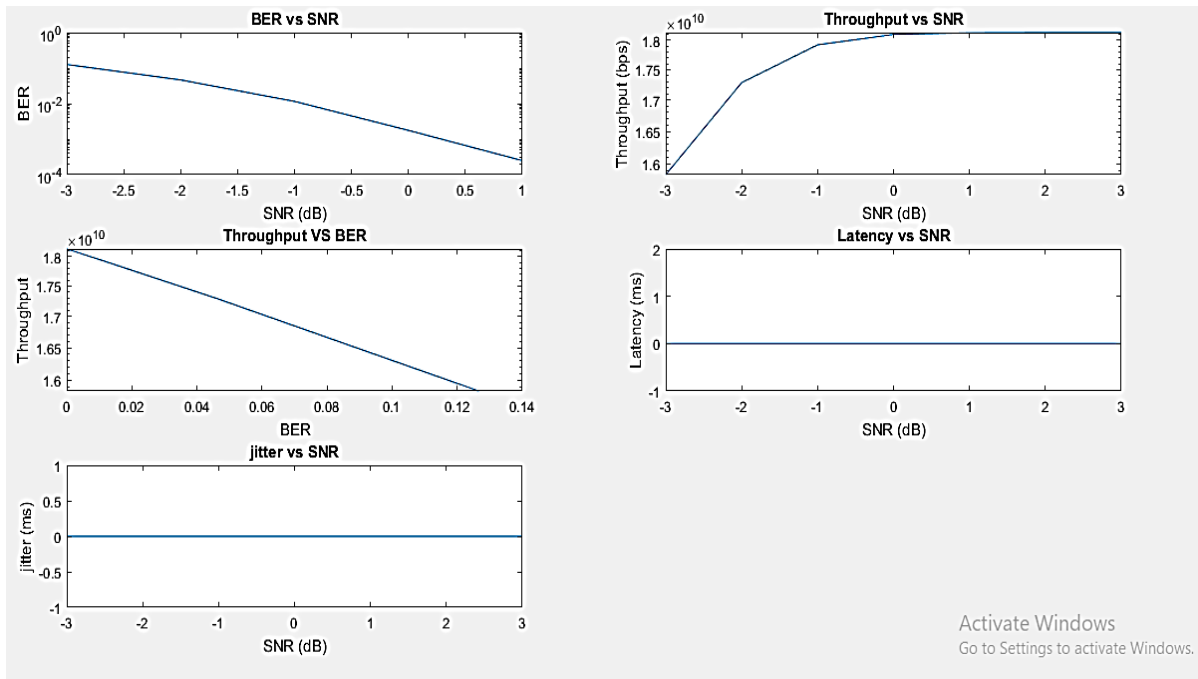 BER vs SNR
10^0
10^-2
10^-4
BER
-3 -2.5 -2 -1.5 -1 -0.5 0 0.5 1
SNR (dB)
Throughput vs SNR
×10^10
1.8
1.75
1.7
1.65
1.6
Throughput (bps)
-3 -2 -1 0 1 2 3
SNR (dB)
Throughput VS BER
×10^10
1.8
1.75
1.7
1.65
1.6
Throughput
0 0.02 0.04 0.06 0.08 0.1 0.12 0.14
BER
Latency vs SNR
2
1
0
-1
Latency (ms)
-3 -2 -1 0 1 2 3
SNR (dB)
jitter vs SNR
1
0.5
0
-0.5
-1
jitter (ms)
-3 -2 -1 0 1 2 3
SNR (dB)
Activate Windows
Go to Settings to activate Windows.